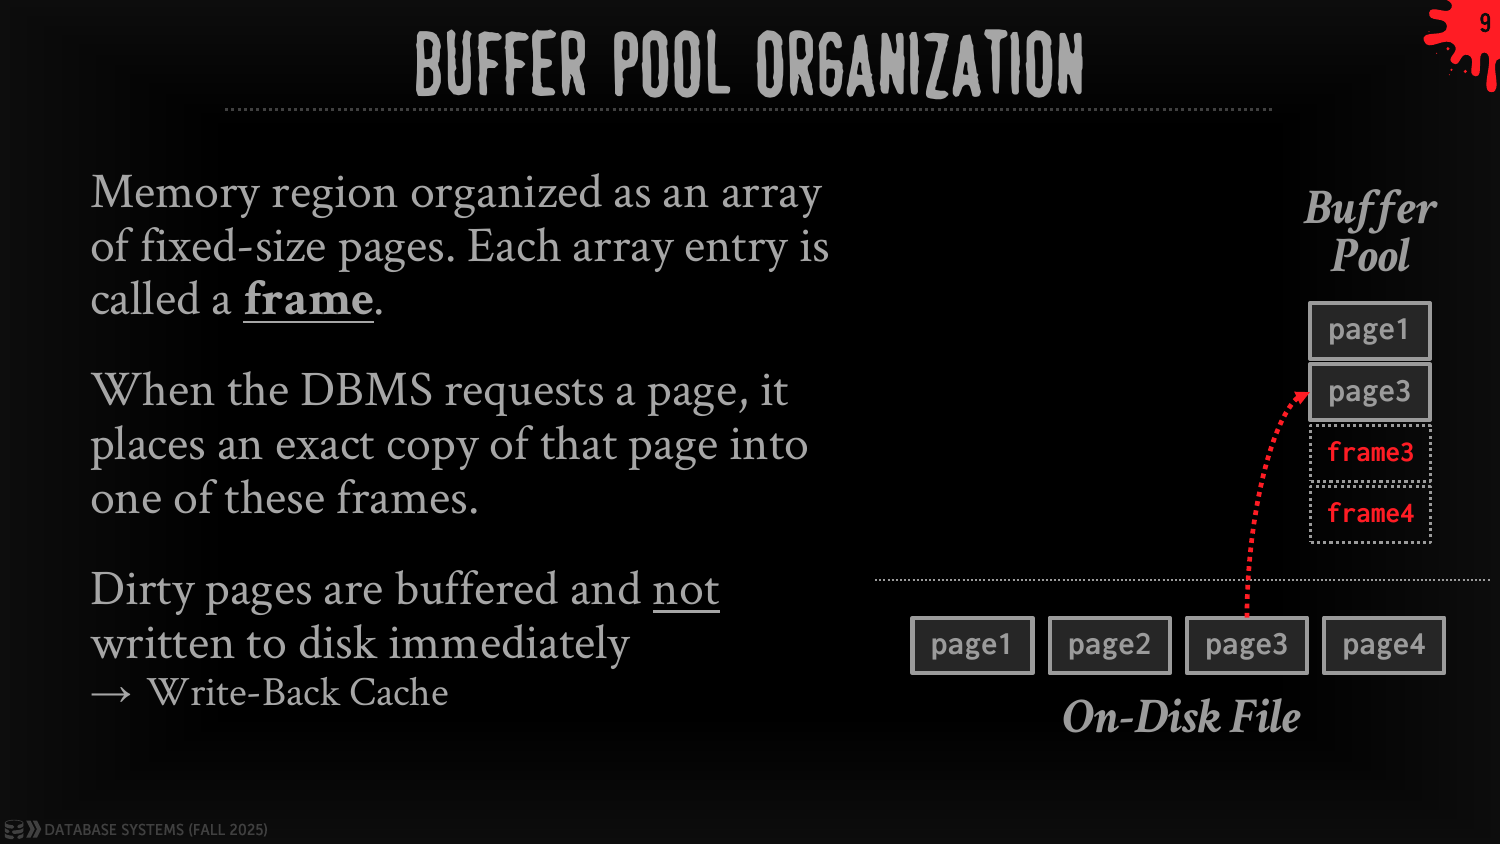 BUFFER POOL ORGANIZATION
9
Memory region organized as an array
of fixed-size pages. Each array entry is
called a frame.
When the DBMS requests a page, it
places an exact copy of that page into
one of these frames.
Dirty pages are buffered and not
written to disk immediately
→ Write-Back Cache
Buffer
Pool
page1
page3
frame3
frame4
page1 page2 page3 page4
On-Disk File
DATABASE SYSTEMS (FALL 2025)